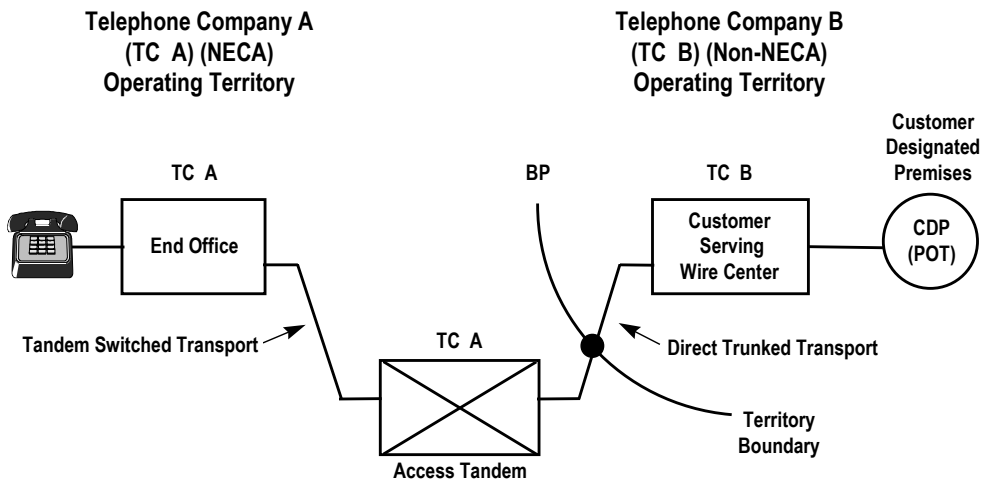 Telephone Company A
(TC A) (NECA)
Operating Territory
Telephone Company B
(TC B) (Non-NECA)
Operating Territory
Customer
Designated
Premises
TC A
BP
TC B
End Office
Customer
Serving
Wire Center
CDP
(POT)
Tandem Switched Transport
TC A
Direct Trunked Transport
Territory
Boundary
Access Tandem